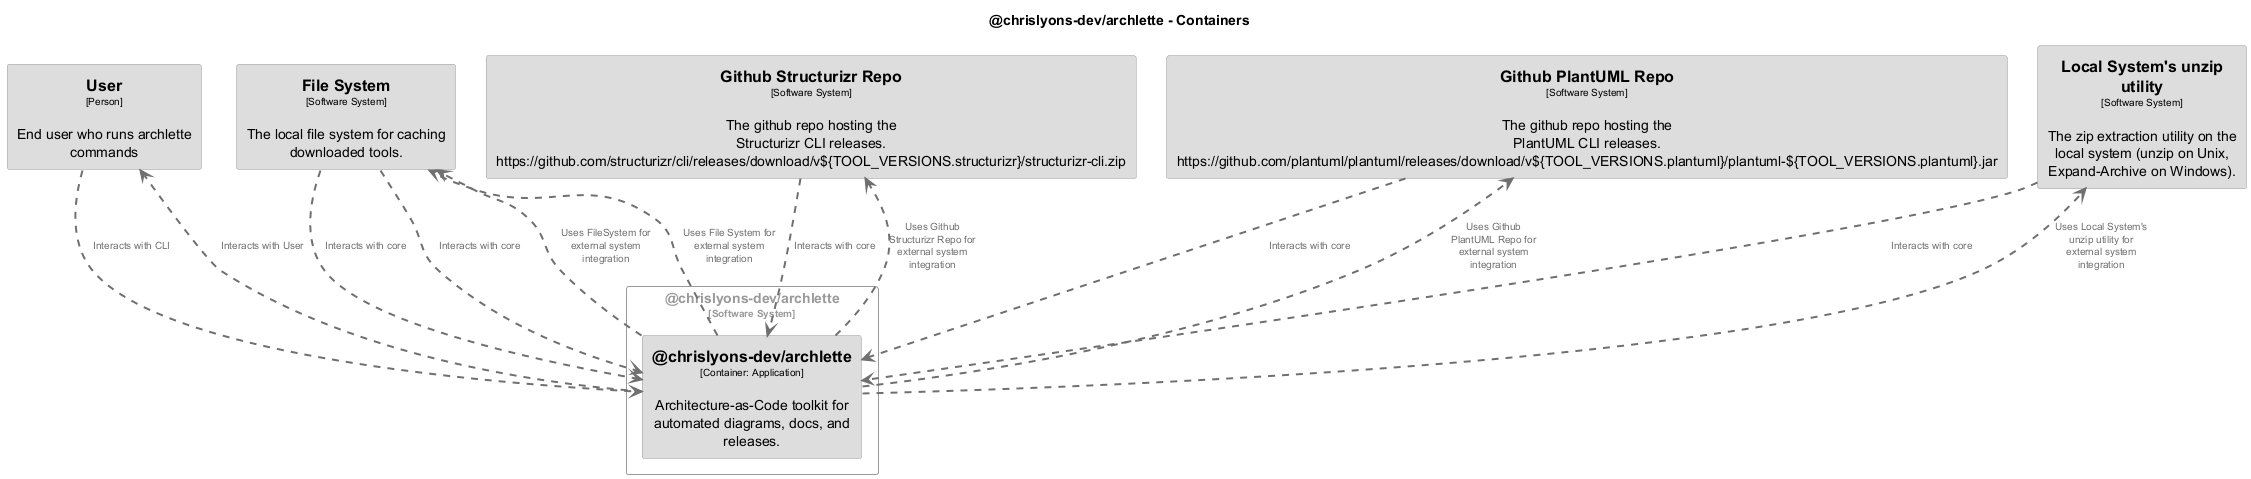 @chrislyons-dev/archlette - Containers
User
[Person]
End user who runs archlette
commands
File System
[Software System]
The local file system for caching
downloaded tools.
Github Structurizr Repo
[Software System]
The github repo hosting the
Structurizr CLI releases.
https://github.com/structurizr/cli/releases/download/v${TOOL_VERSIONS.structurizr}/structurizr-cli.zip
Github PlantUML Repo
[Software System]
The github repo hosting the
PlantUML CLI releases.
https://github.com/plantuml/plantuml/releases/download/v${TOOL_VERSIONS.plantuml}/plantuml-${TOOL_VERSIONS.plantuml}.jar
Local System's unzip
utility
[Software System]
The zip extraction utility on the
local system (unzip on Unix,
Expand-Archive on Windows).
Interacts with CLI
Interacts with User
Interacts with core
Interacts with core
Uses FileSystem for
external system
integration
Uses File System for
external system
integration
Interacts with core
Uses Github
Structurizr Repo for
external system
integration
Interacts with core
Uses Github
PlantUML Repo for
external system
integration
Interacts with core
Uses Local System's
unzip utility for
external system
integration
@chrislyons-dev/archlette
[Software System]
@chrislyons-dev/archlette
[Container: Application]
Architecture-as-Code toolkit for
automated diagrams, docs, and
releases.